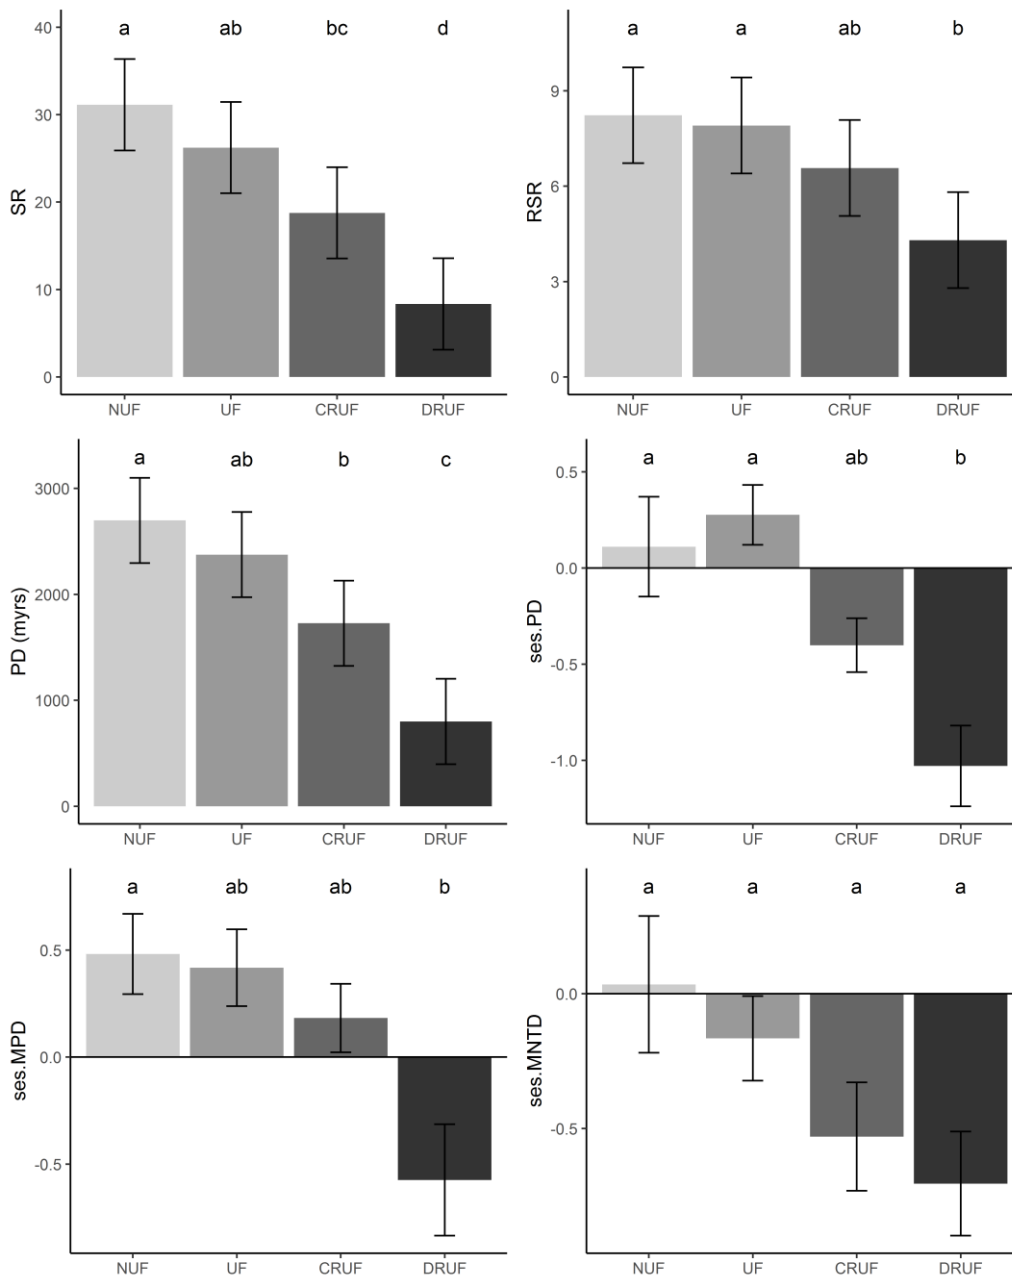 a ab bc d
SR
40
30
20
10
0
NUF UF CRUF DRUF
a a ab b
RSR
9
6
3
0
NUF UF CRUF DRUF
a ab b c
PD (myrs)
3000
2000
1000
0
NUF UF CRUF DRUF
a a ab b
ses.PD
0.5
0.0
-0.5
-1.0
NUF UF CRUF DRUF
a ab ab b
ses.MPD
0.5
0.0
-0.5
NUF UF CRUF DRUF
a a a a
ses.MNTD
0.0
-0.5
NUF UF CRUF DRUF